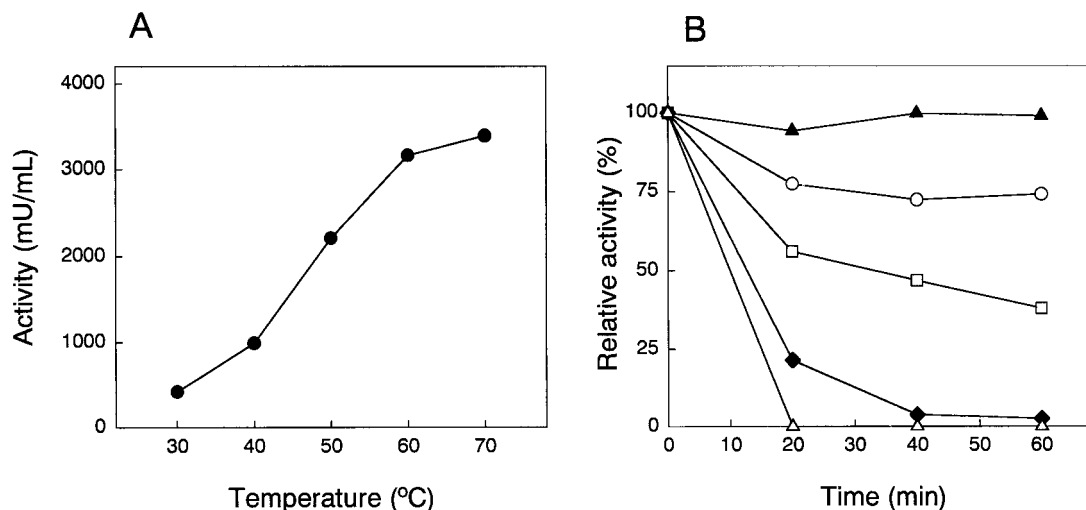 A
Activity (mU/mL)
4000
3000
2000
1000
0
30 40 50 60 70
Temperature (ºC)
B
Relative activity (%)
100
75
50
25
0
0 10 20 30 40 50 60
Time (min)